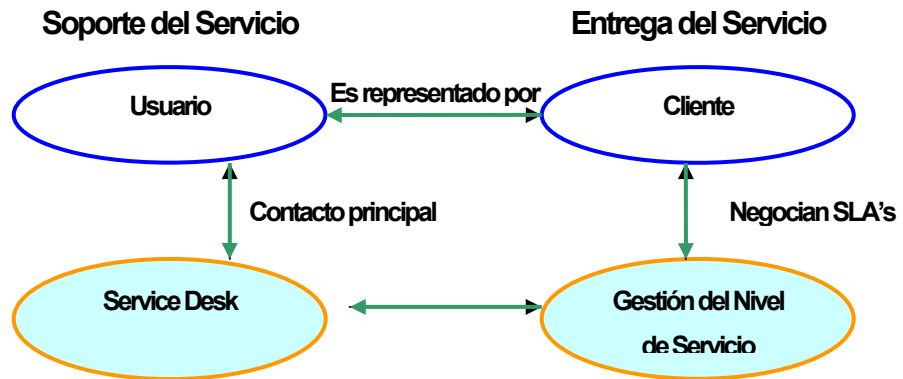 Soporte del Servicio
Entrega del Servicio
Usuario
Es representado por
Cliente
Contacto principal
Negocian SLA's
Service Desk
Gestión del Nivel
de Servicio